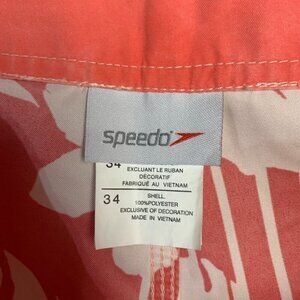 speedo
34
EXCLUANT LE RUBAN
DÉCORATIF
FABRIQUÉ AU VIETNAM
34
SHELL:
100%POLYESTER
EXCLUSIVE OF DECORATION
MADE IN VIETNAM